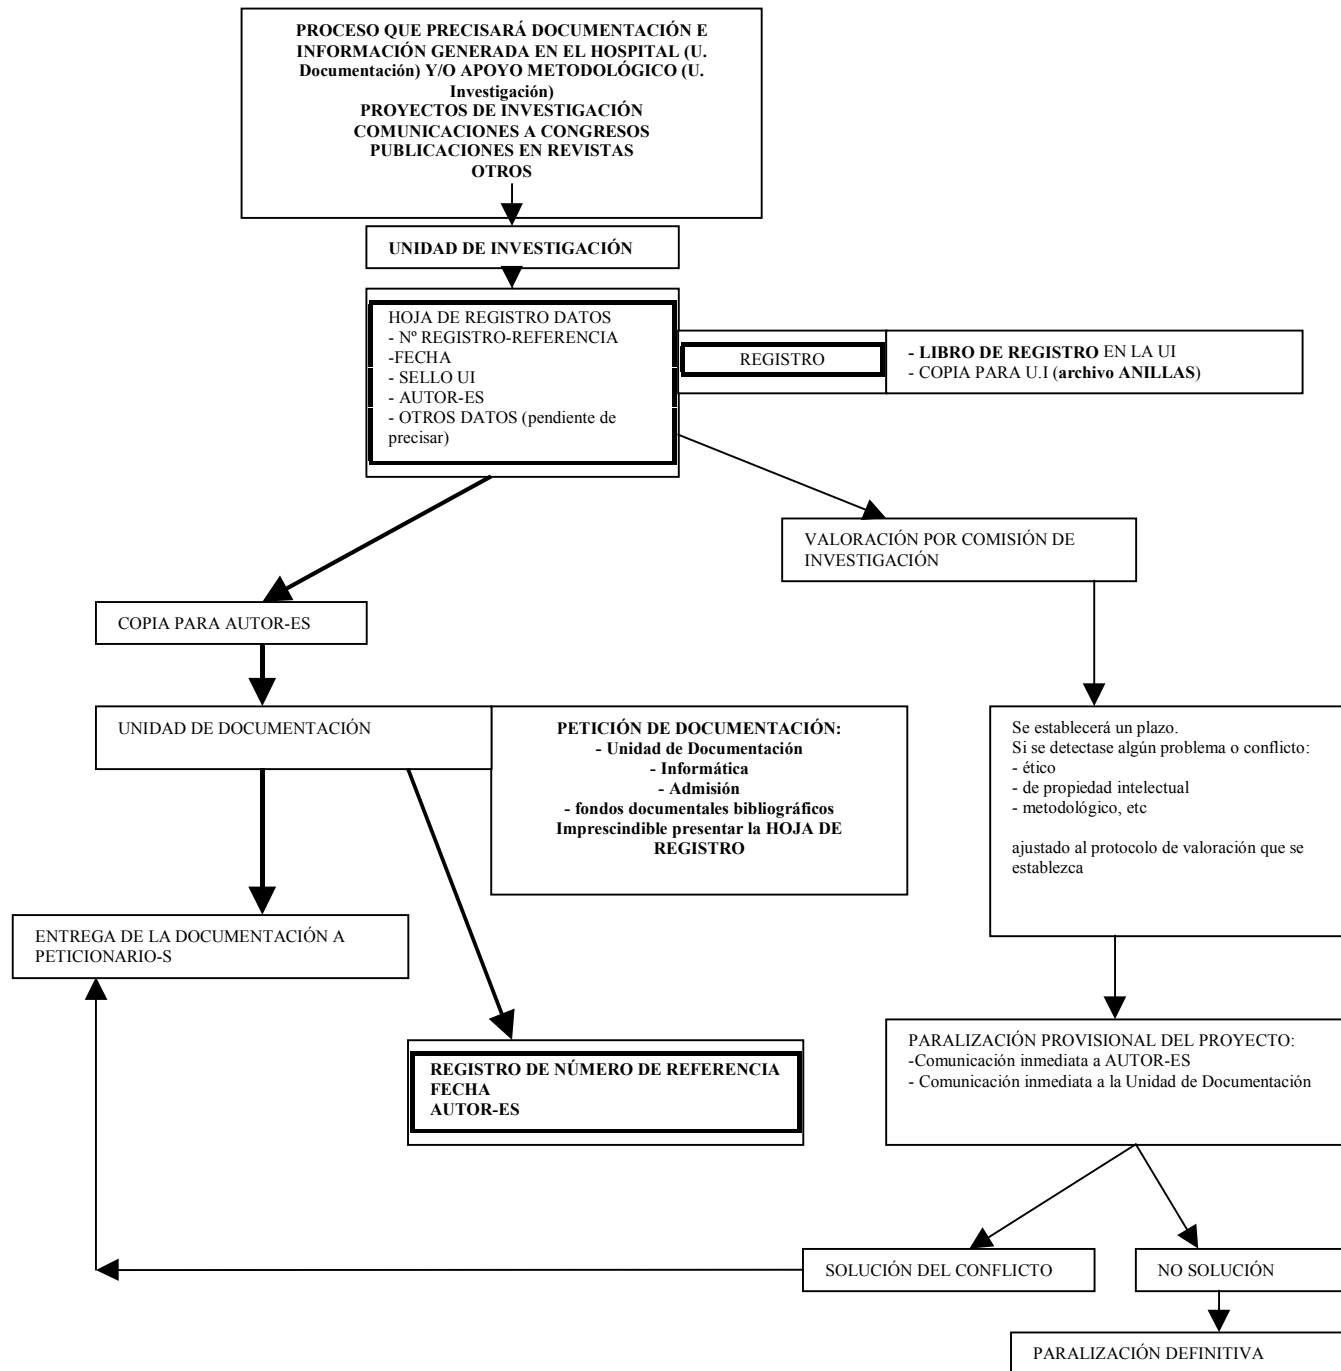 PROCESO QUE PRECISARÁ DOCUMENTACIÓN E
INFORMACIÓN GENERADA EN EL HOSPITAL (U.
Documentación) Y/O APOYO METODOLÓGICO (U.
Investigación)
PROYECTOS DE INVESTIGACIÓN
COMUNICACIONES A CONGRESOS
PUBLICACIONES EN REVISTAS
OTROS
UNIDAD DE INVESTIGACIÓN
HOJA DE REGISTRO DATOS
- Nº REGISTRO-REFERENCIA
-FECHA
- SELLO UI
- AUTOR-ES
- OTROS DATOS (pendiente de
precisar)
REGISTRO
- LIBRO DE REGISTRO EN LA UI
- COPIA PARA U.I (archivo ANILLAS)
VALORACIÓN POR COMISIÓN DE
INVESTIGACIÓN
COPIA PARA AUTOR-ES
UNIDAD DE DOCUMENTACIÓN
PETICIÓN DE DOCUMENTACIÓN:
- Unidad de Documentación
- Informática
- Admisión
- fondos documentales bibliográficos
Imprescindible presentar la HOJA DE
REGISTRO
Se establecerá un plazo.
Si se detectase algún problema o conflicto:
- ético
- de propiedad intelectual
- metodológico, etc
ajustado al protocolo de valoración que se
establezca
ENTREGA DE LA DOCUMENTACIÓN A
PETICIONARIO-S
PARALIZACIÓN PROVISIONAL DEL PROYECTO:
-Comunicación inmediata a AUTOR-ES
- Comunicación inmediata a la Unidad de Documentación
REGISTRO DE NÚMERO DE REFERENCIA
FECHA
AUTOR-ES
SOLUCIÓN DEL CONFLICTO
NO SOLUCIÓN
PARALIZACIÓN DEFINITIVA